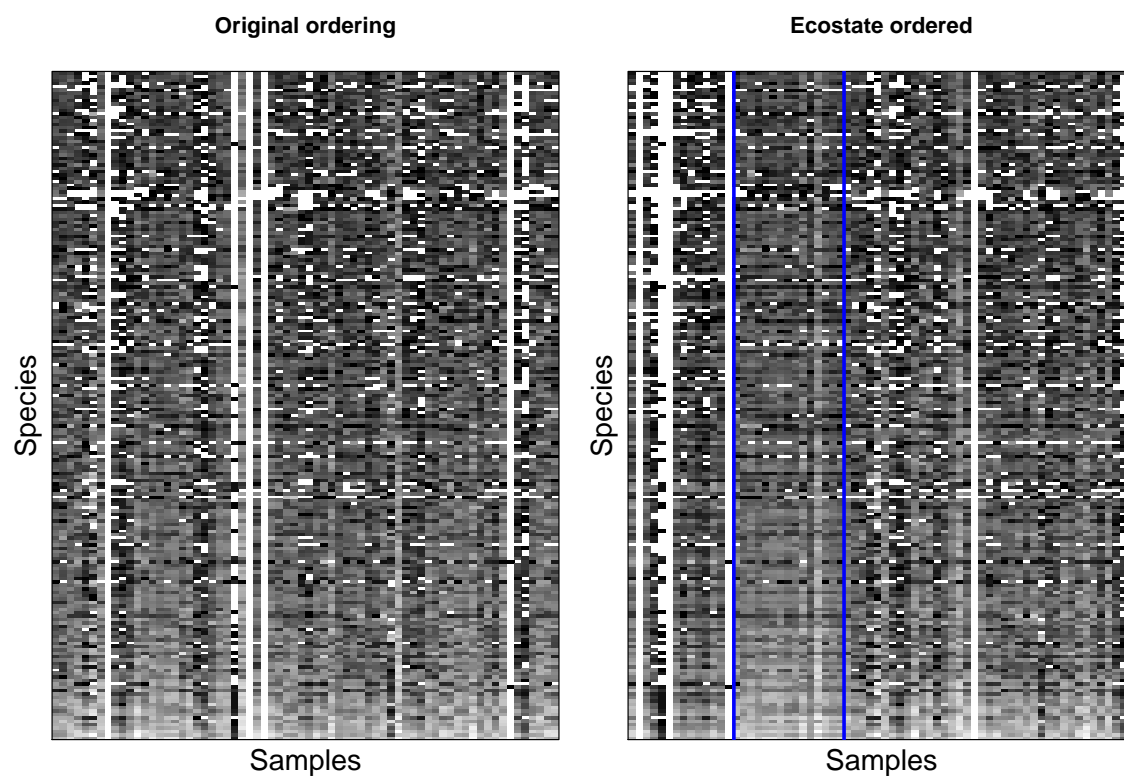 Original ordering
Species
Samples
Ecostate ordered
Species
Samples